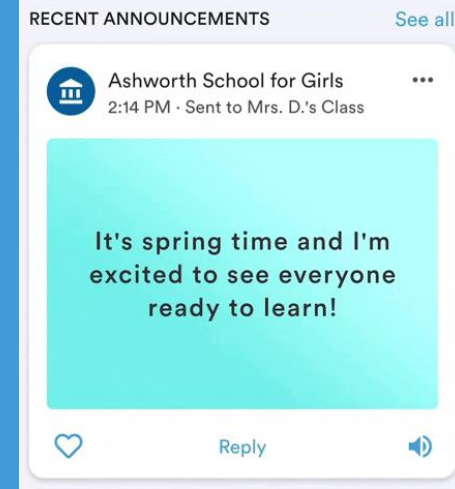 RECENT ANNOUNCEMENTS See all
Ashworth School for Girls
2:14 PM · Sent to Mrs. D.'s Class
It's spring time and I'm
excited to see everyone
ready to learn!
Reply